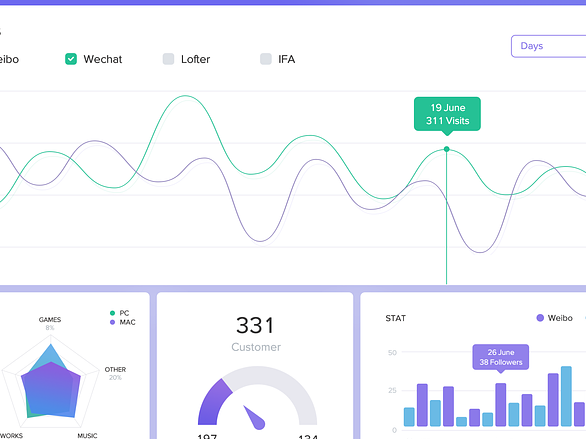 eibo
Wechat
Lofter
IFA
Days
19 June
311 Visits
GAMES
8%
PC
MAC
OTHER
20%
WORKS
MUSIC
331
Customer
197
134
STAT
Weibo
50
25
0
26 June
38 Followers